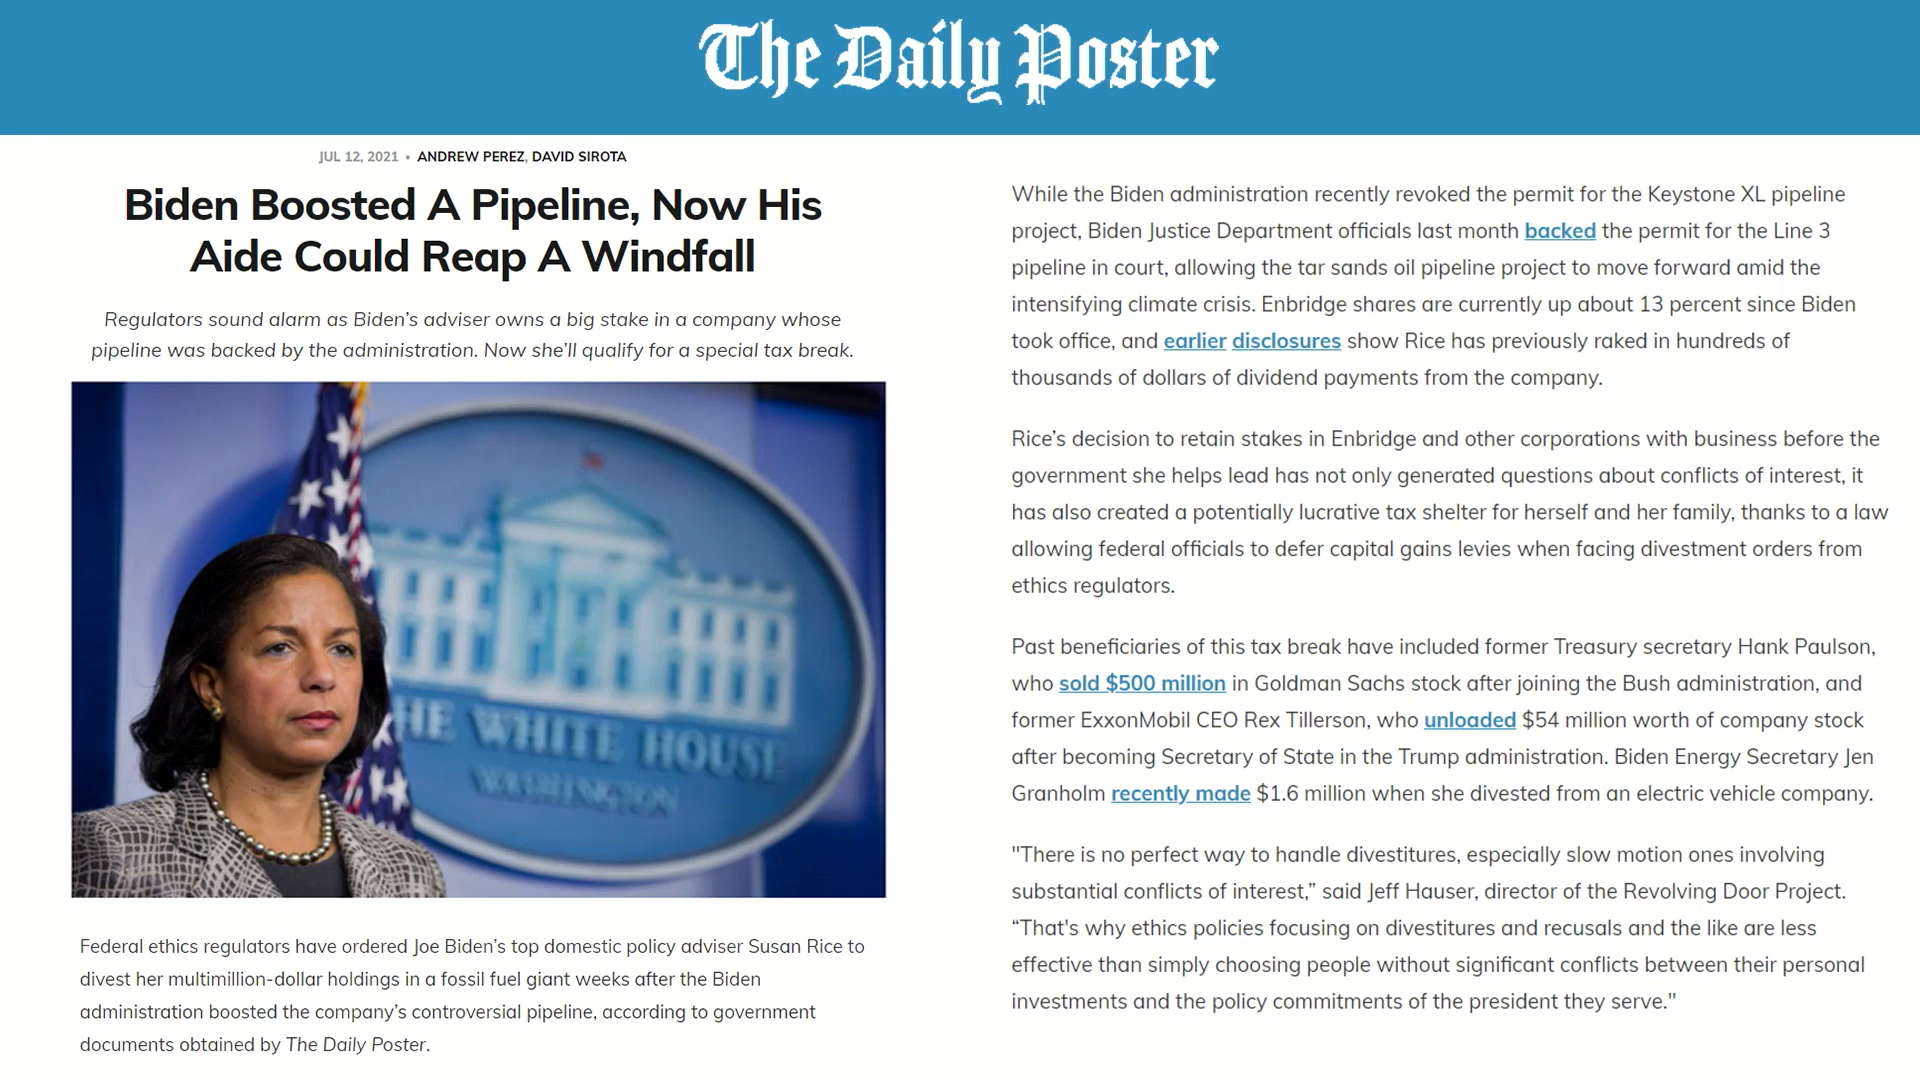 The Daily Poster
JUL 12, 2021 • ANDREW PEREZ, DAVID SIROTA
Biden Boosted A Pipeline, Now His
Aide Could Reap A Windfall
Regulators sound alarm as Biden’s adviser owns a big stake in a company whose
pipeline was backed by the administration. Now she’ll qualify for a special tax break.
THE WHITE HOUSE
WASHINGTON
Federal ethics regulators have ordered Joe Biden’s top domestic policy adviser Susan Rice to
divest her multimillion-dollar holdings in a fossil fuel giant weeks after the Biden
administration boosted the company’s controversial pipeline, according to government
documents obtained by The Daily Poster.
While the Biden administration recently revoked the permit for the Keystone XL pipeline
project, Biden Justice Department officials last month backed the permit for the Line 3
pipeline in court, allowing the tar sands oil pipeline project to move forward amid the
intensifying climate crisis. Enbridge shares are currently up about 13 percent since Biden
took office, and earlier disclosures show Rice has previously raked in hundreds of
thousands of dollars of dividend payments from the company.
Rice’s decision to retain stakes in Enbridge and other corporations with business before the
government she helps lead has not only generated questions about conflicts of interest, it
has also created a potentially lucrative tax shelter for herself and her family, thanks to a law
allowing federal officials to defer capital gains levies when facing divestment orders from
ethics regulators.
Past beneficiaries of this tax break have included former Treasury secretary Hank Paulson,
who sold $500 million in Goldman Sachs stock after joining the Bush administration, and
former ExxonMobil CEO Rex Tillerson, who unloaded $54 million worth of company stock
after becoming Secretary of State in the Trump administration. Biden Energy Secretary Jen
Granholm recently made $1.6 million when she divested from an electric vehicle company.
"There is no perfect way to handle divestitures, especially slow motion ones involving
substantial conflicts of interest,” said Jeff Hauser, director of the Revolving Door Project.
“That's why ethics policies focusing on divestitures and recusals and the like are less
effective than simply choosing people without significant conflicts between their personal
investments and the policy commitments of the president they serve."